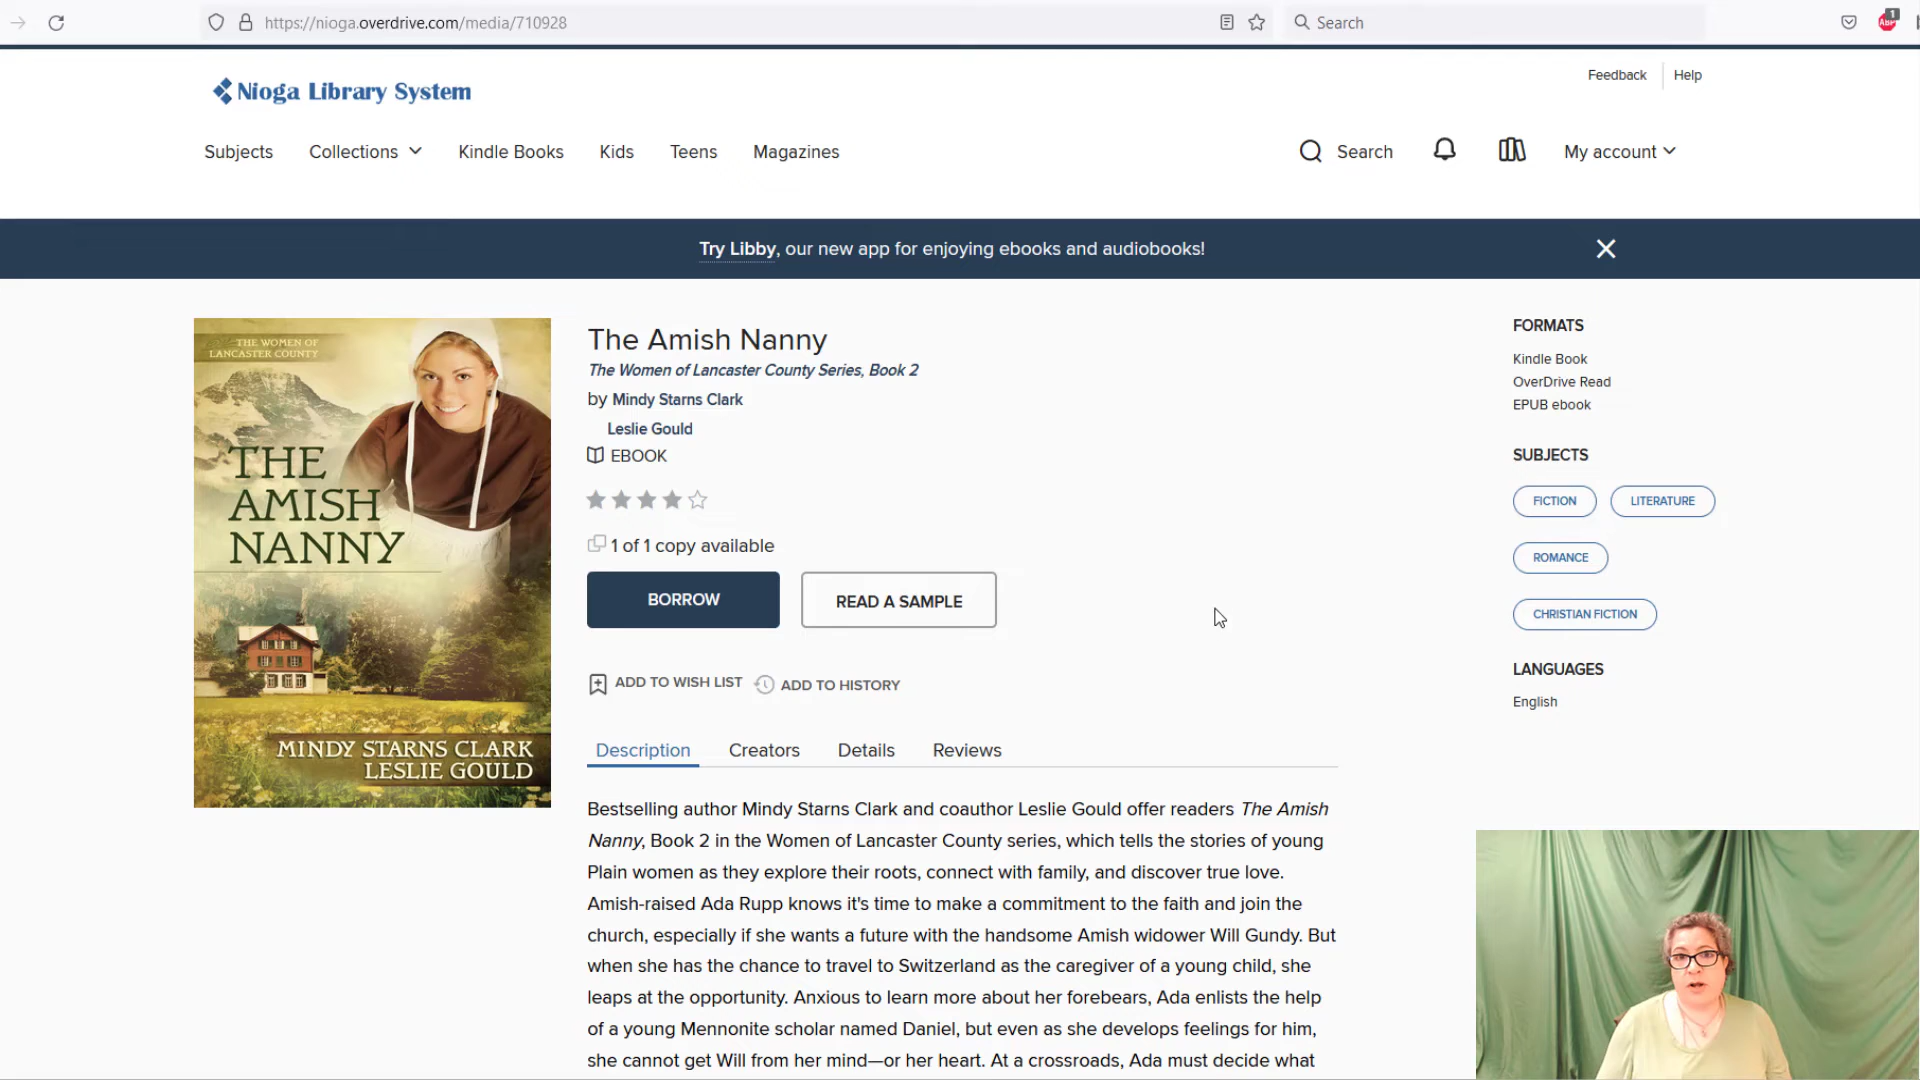 https://nioga.overdrive.com/media/710928
Search
ABP
1
Nioga Library System
Feedback
Help
Subjects
Collections
Kindle Books
Kids
Teens
Magazines
Search
My account
Try Libby, our new app for enjoying ebooks and audiobooks!
THE WOMEN OF
LANCASTER COUNTY
THE
AMISH
NANNY
MINDY STARNS CLARK
LESLIE GOULD
The Amish Nanny
The Women of Lancaster County Series, Book 2
by Mindy Starns Clark
Leslie Gould
EBOOK
1 of 1 copy available
BORROW
READ A SAMPLE
ADD TO WISH LIST
ADD TO HISTORY
Description
Creators
Details
Reviews
Bestselling author Mindy Starns Clark and coauthor Leslie Gould offer readers The Amish
Nanny, Book 2 in the Women of Lancaster County series, which tells the stories of young
Plain women as they explore their roots, connect with family, and discover true love.
Amish-raised Ada Rupp knows it's time to make a commitment to the faith and join the
church, especially if she wants a future with the handsome Amish widower Will Gundy. But
when she has the chance to travel to Switzerland as the caregiver of a young child, she
leaps at the opportunity. Anxious to learn more about her forebears, Ada enlists the help
of a young Mennonite scholar named Daniel, but even as she develops feelings for him,
she cannot get Will from her mind—or her heart. At a crossroads, Ada must decide what
FORMATS
Kindle Book
OverDrive Read
EPUB ebook
SUBJECTS
FICTION
LITERATURE
ROMANCE
CHRISTIAN FICTION
LANGUAGES
English